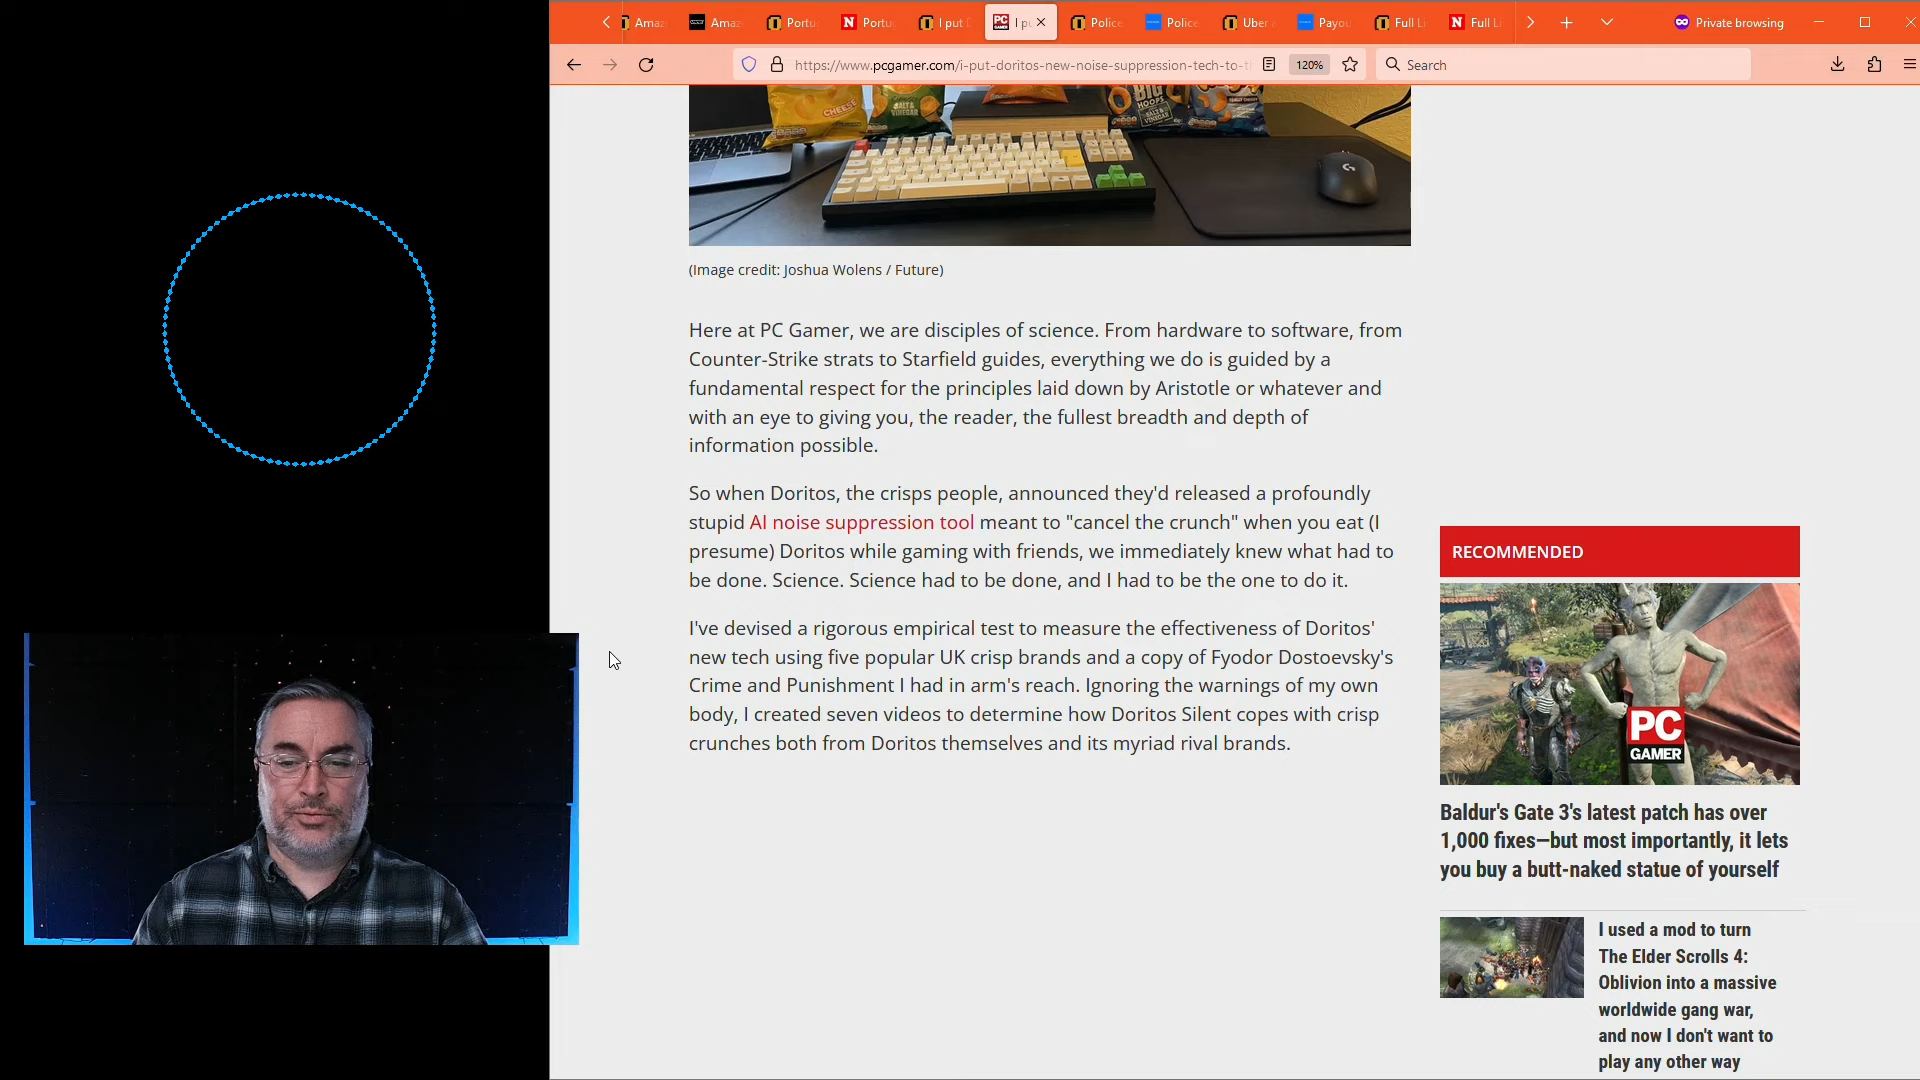 Amaz
Amaz
Portu
N Portu
I put D
PC I pu
Police
Police
Uber
Payou
Full Li
N Full Li
Private browsing
https://www.pcgamer.com/i-put-doritos-new-noise-suppression-tech-to-t
120%
Search
CHEESE
SALT & VINEGAR
BIG HOOPS
SALT & VINEGAR
(Image credit: Joshua Wolens / Future)
Here at PC Gamer, we are disciples of science. From hardware to software, from
Counter-Strike strats to Starfield guides, everything we do is guided by a
fundamental respect for the principles laid down by Aristotle or whatever and
with an eye to giving you, the reader, the fullest breadth and depth of
information possible.
So when Doritos, the crisps people, announced they'd released a profoundly
stupid AI noise suppression tool meant to "cancel the crunch" when you eat (I
presume) Doritos while gaming with friends, we immediately knew what had to
be done. Science. Science had to be done, and I had to be the one to do it.
I've devised a rigorous empirical test to measure the effectiveness of Doritos'
new tech using five popular UK crisp brands and a copy of Fyodor Dostoevsky's
Crime and Punishment I had in arm's reach. Ignoring the warnings of my own
body, I created seven videos to determine how Doritos Silent copes with crisp
crunches both from Doritos themselves and its myriad rival brands.
RECOMMENDED
PC
GAMER
Baldur's Gate 3's latest patch has over
1,000 fixes—but most importantly, it lets
you buy a butt-naked statue of yourself
I used a mod to turn
The Elder Scrolls 4:
Oblivion into a massive
worldwide gang war,
and now I don't want to
play any other way